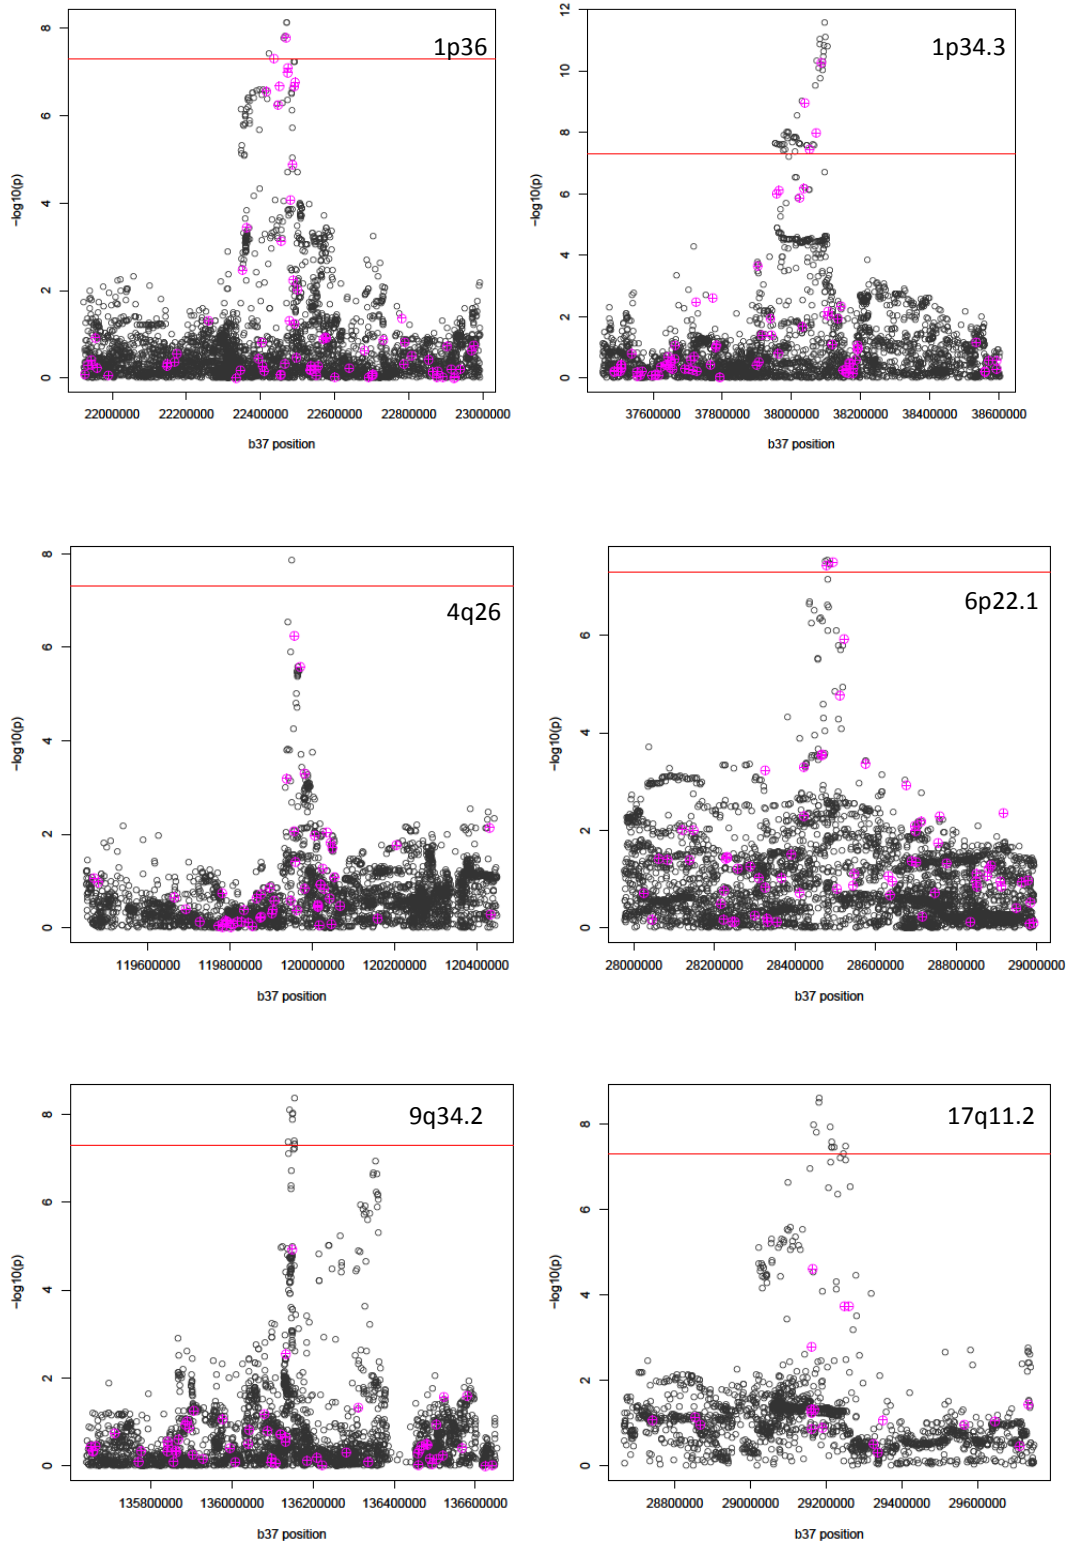 1p36
−log10(p)
0 2 4 6 8
22000000 22200000 22400000 22600000 22800000 23000000
b37 position
1p34.3
−log10(p)
0 2 4 6 8 10 12
37600000 37800000 38000000 38200000 38400000 38600000
b37 position
4q26
−log10(p)
0 2 4 6 8
119600000 119800000 120000000 120200000 120400000
b37 position
6p22.1
−log10(p)
0 2 4 6
28000000 28200000 28400000 28600000 28800000 29000000
b37 position
9q34.2
−log10(p)
0 2 4 6 8
135800000 136000000 136200000 136400000 136600000
b37 position
17q11.2
−log10(p)
0 2 4 6 8
28800000 29000000 29200000 29400000 29600000
b37 position